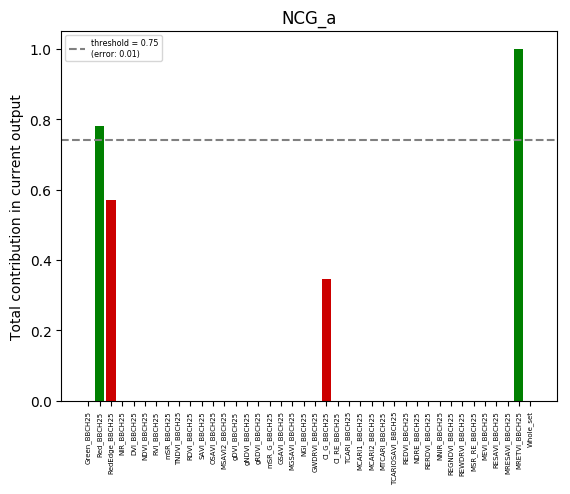 NCG_a
threshold = 0.75
(error: 0.01)
Total contribution in current output
1.0
0.8
0.6
0.4
0.2
0.0
Green_BBCH25
Red_BBCH25
RedEdge_BBCH25
NIR_BBCH25
DVI_BBCH25
NDVI_BBCH25
RVI_BBCH25
mSR_BBCH25
TNDVI_BBCH25
RDVI_BBCH25
SAVI_BBCH25
OSAVI_BBCH25
MSAVI2_BBCH25
gDVI_BBCH25
gNDVI_BBCH25
gRDVI_BBCH25
mSR_G_BBCH25
GSAVI_BBCH25
MGSAVI_BBCH25
NGI_BBCH25
GWDRVI_BBCH25
CI_G_BBCH25
CI_RE_BBCH25
TCARI_BBCH25
MCARI1_BBCH25
MCARI2_BBCH25
MTCARI_BBCH25
TCARIOSAVI_BBCH25
REDVI_BBCH25
NDRE_BBCH25
RERDVI_BBCH25
NNIR_BBCH25
REGNDVI_BBCH25
REWDRVI_BBCH25
MSR_RE_BBCH25
MEVI_BBCH25
RESAVI_BBCH25
MRESAVI_BBCH25
MRETVI_BBCH25
Whole_set